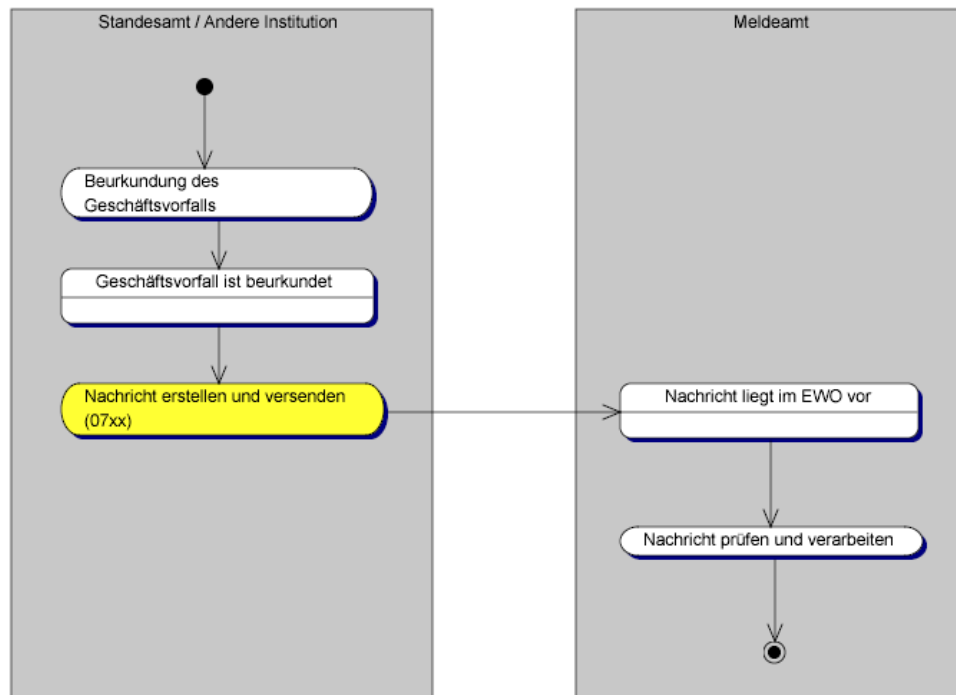 Standesamt / Andere Institution
Meldeamt
Beurkundung des
Geschäftsvorfalls
Geschäftsvorfall ist beurkundet
Nachricht erstellen und versenden
(07xx)
Nachricht liegt im EWO vor
Nachricht prüfen und verarbeiten